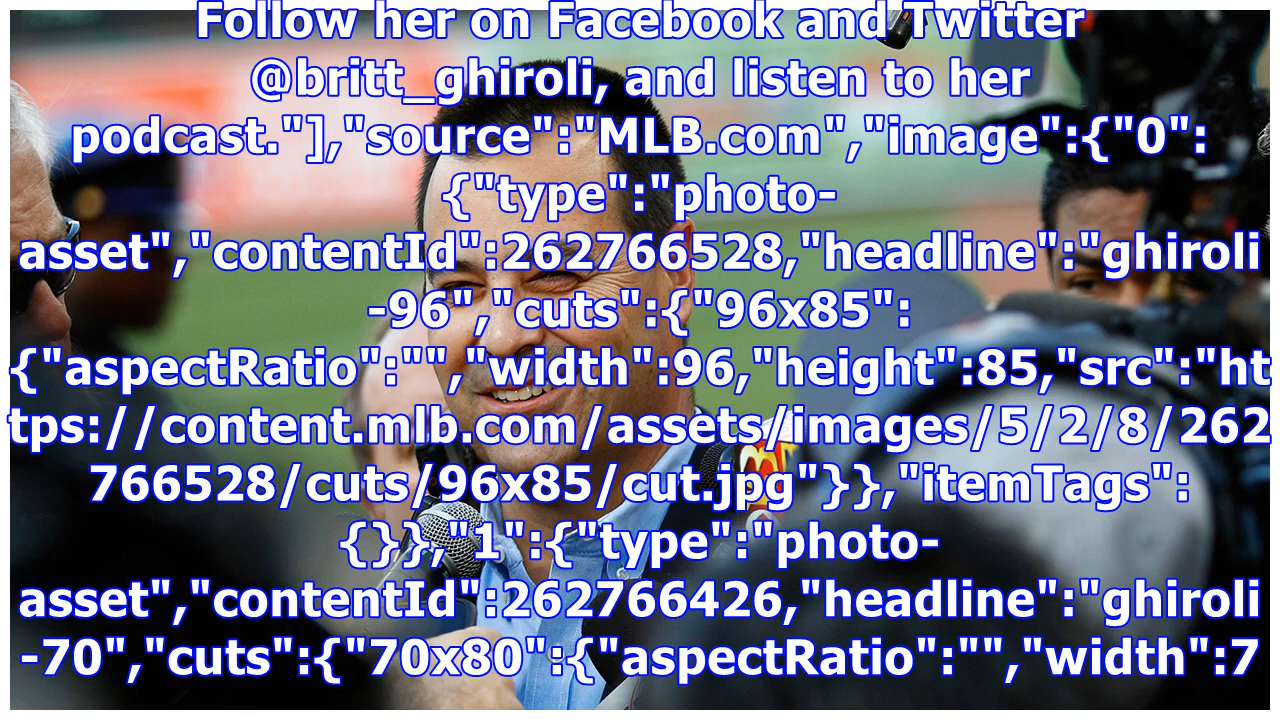 Follow her on Facebook and Twitter
@britt_ghiroli, and listen to her
podcast."],"source":"MLB.com","image":{"0":
{"type":"photo-
asset","contentId":262766528,"headline":"ghiroli
-96","cuts":{"96x85":
{"aspectRatio":"","width":96,"height":85,"src":"ht
tps://content.mlb.com/assets/images/5/2/8/262
766528/cuts/96x85/cut.jpg"}},"itemTags":
{}},"1":{"type":"photo-
asset","contentId":262766426,"headline":"ghiroli
-70","cuts":{"70x80":{"aspectRatio":"","width":7